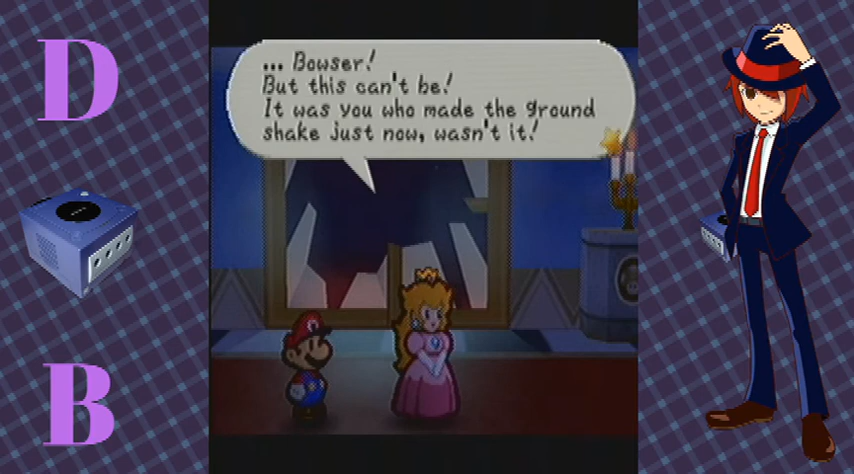 D
... Bowser!
But this can't be!
It was you who made the ground
shake just now, wasn't it!
B